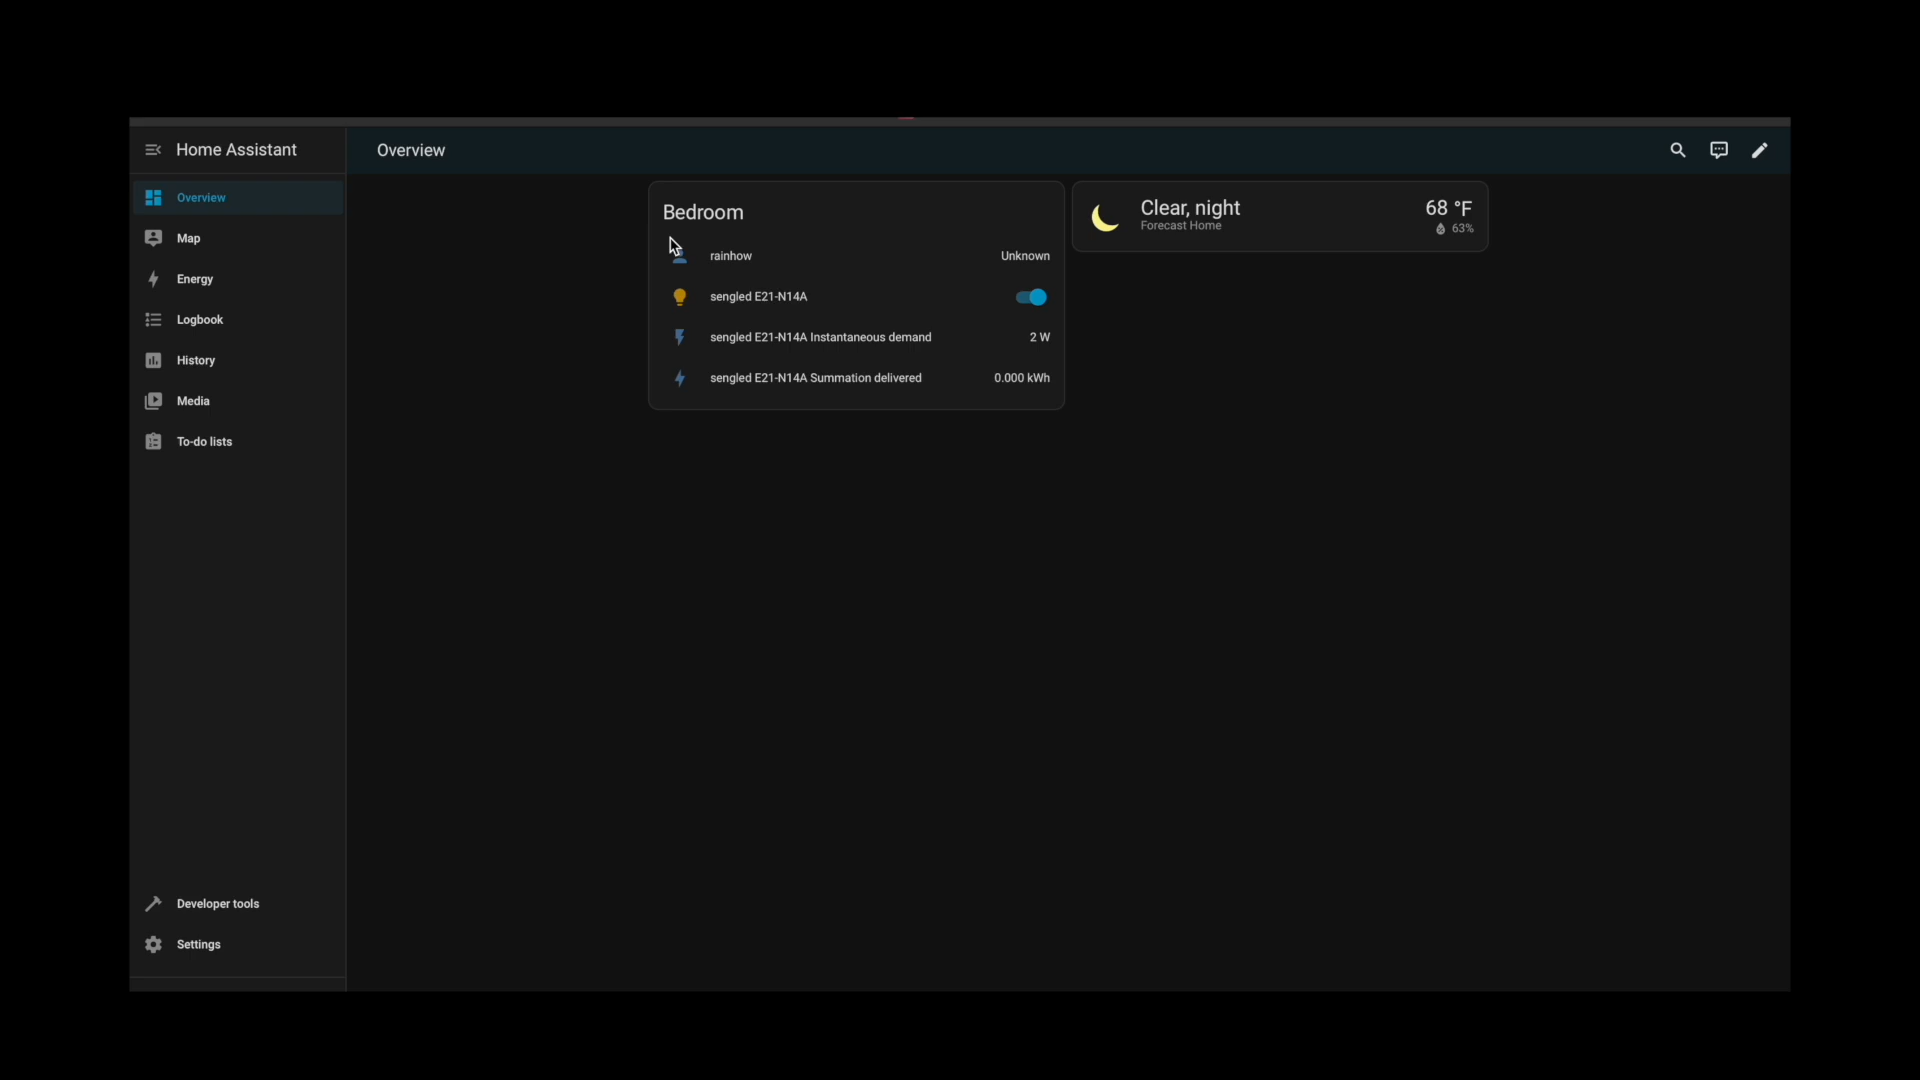 Home Assistant
Overview
Overview
Map
Energy
Logbook
History
Media
To-do lists
Developer tools
Settings
Bedroom
rainhow Unknown
sengled E21-N14A
sengled E21-N14A Instantaneous demand 2 W
sengled E21-N14A Summation delivered 0.000 kWh
Clear, night 68 °F
Forecast Home 63%